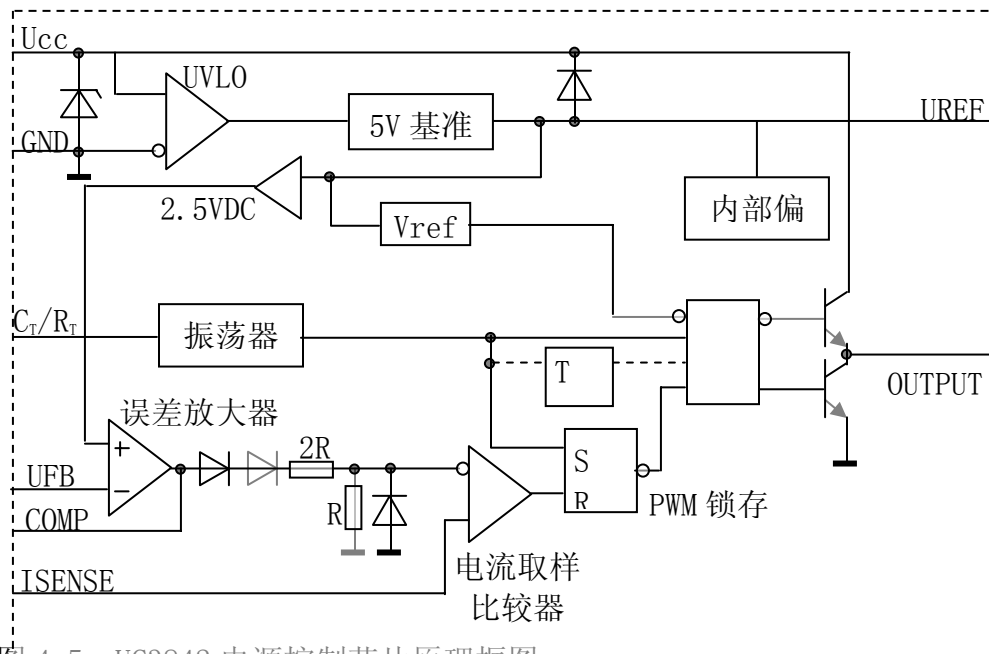 Ucc
UVLO
5V 基准
UREF
GND
2.5VDC
Vref
内部偏
CT/RT
振荡器
T
OUTPUT
误差放大器
+
2R
S
UFB
−
R
R
PWM 锁存
COMP
电流取样
比较器
ISENSE